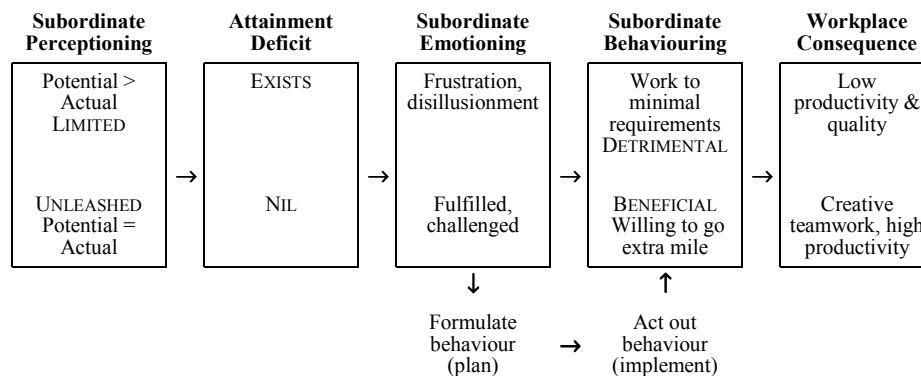 Subordinate Perceptioning
Attainment Deficit
Subordinate Emotioning
Subordinate Behaviouring
Workplace Consequence
Potential >
Actual
LIMITED
UNLEASHED
Potential =
Actual
→
EXISTS
NIL
→
Frustration,
disillusionment
Fulfilled,
challenged
→
Work to
minimal
requirements
DETRIMENTAL
BENEFICIAL
Willing to go
extra mile
→
Low
productivity &
quality
Creative
teamwork, high
productivity
↓
↑
Formulate
behaviour
(plan)
→
Act out
behaviour
(implement)